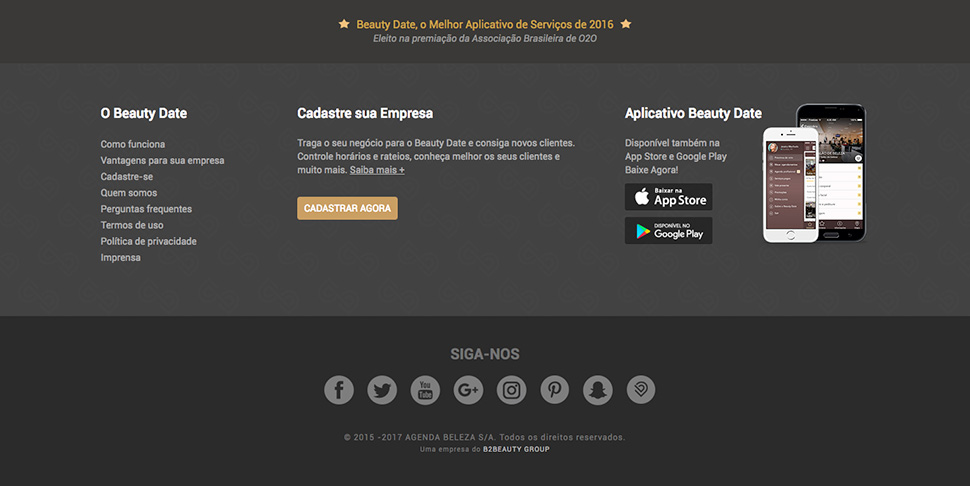 Beauty Date, o Melhor Aplicativo de Serviços de 2016
Eleito na premiação da Associação Brasileira de O2O
O Beauty Date
Como funciona
Vantagens para sua empresa
Cadastre-se
Quem somos
Perguntas frequentes
Termos de uso
Política de privacidade
Imprensa
Cadastre sua Empresa
Traga o seu negócio para o Beauty Date e consiga novos clientes.
Controle horários e rateios, conheça melhor os seus clientes e
muito mais. Saiba mais +
CADASTRAR AGORA
Aplicativo Beauty Date
Disponível também na
App Store e Google Play
Baixe Agora!
Baixar na
App Store
DISPONÍVEL NO
Google Play
SIGA-NOS
You
Tube
G+
© 2015 -2017 AGENDA BELEZA S/A. Todos os direitos reservados.
Uma empresa do B2BEAUTY GROUP